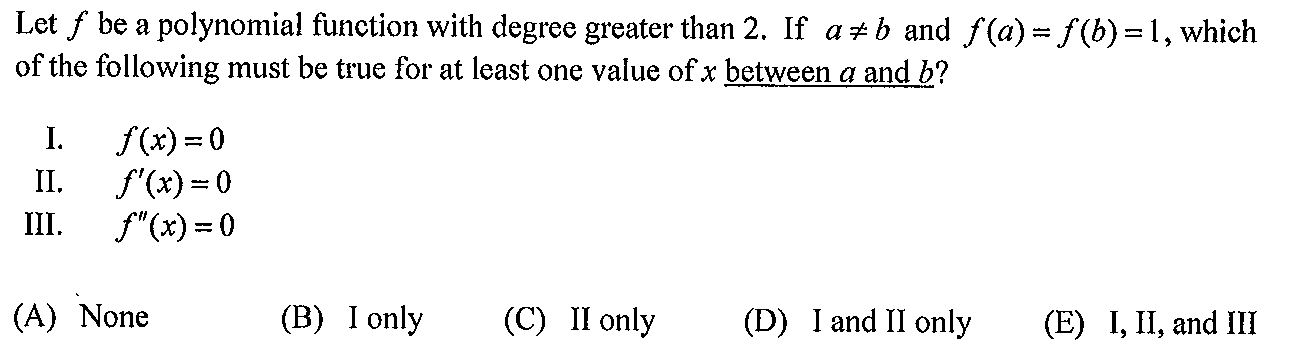 Let f be a polynomial function with degree greater than 2. If a ≠ b and f(a) = f(b) = 1, which
of the following must be true for at least one value of x between a and b?
I. f(x) = 0
II. f′(x) = 0
III. f″(x) = 0
(A) None (B) I only (C) II only (D) I and II only (E) I, II, and III